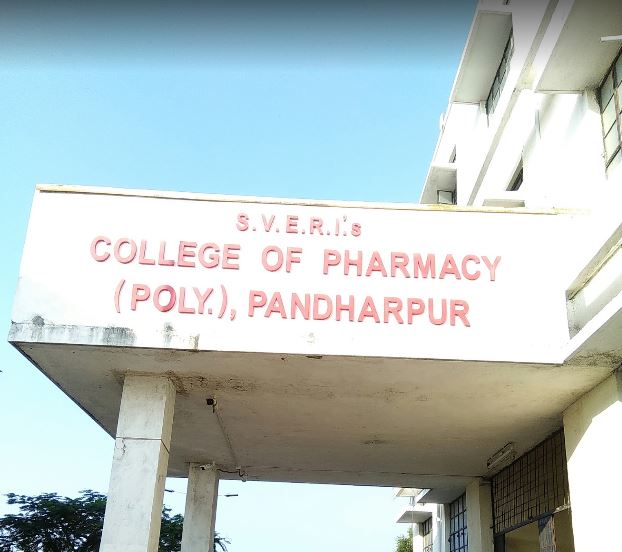 S.V.E.R.I.'s
COLLEGE OF PHARMACY
(POLY.), PANDHARPUR